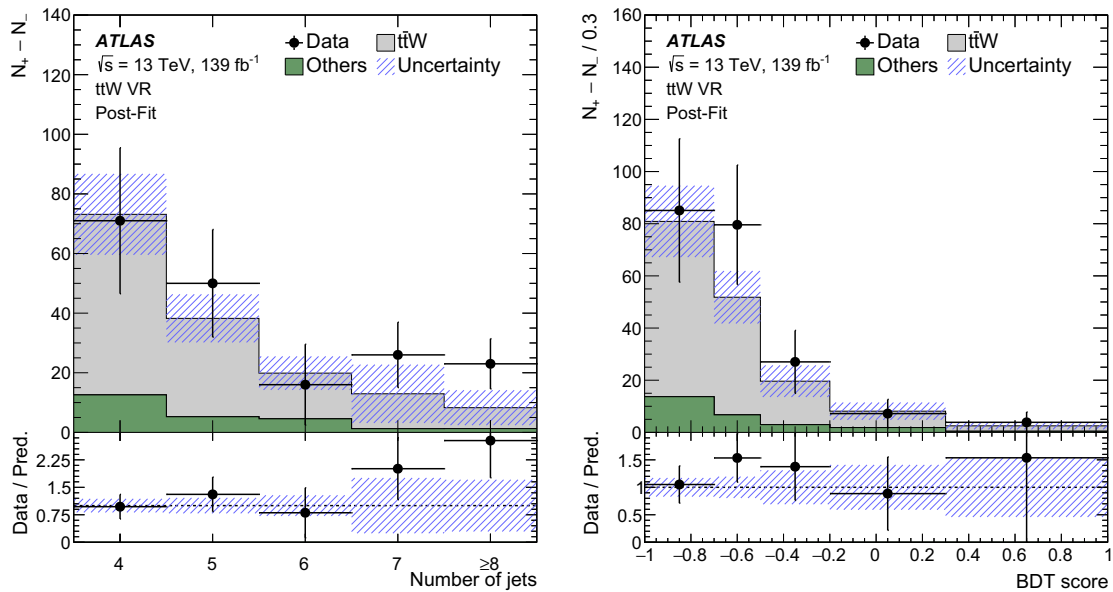 N₊ − N₋
140
120
100
80
60
40
20
0
ATLAS
√s = 13 TeV, 139 fb⁻¹
ttW VR
Post-Fit
Data
tt̄W
Others
Uncertainty
Data / Pred.
2.25
1.5
0.75
0
4 5 6 7 ≥8
Number of jets
N₊ − N₋ / 0.3
160
140
120
100
80
60
40
20
0
ATLAS
√s = 13 TeV, 139 fb⁻¹
ttW VR
Post-Fit
Data
tt̄W
Others
Uncertainty
Data / Pred.
1.5
1
0.5
0
−1 −0.8 −0.6 −0.4 −0.2 0 0.2 0.4 0.6 0.8 1
BDT score